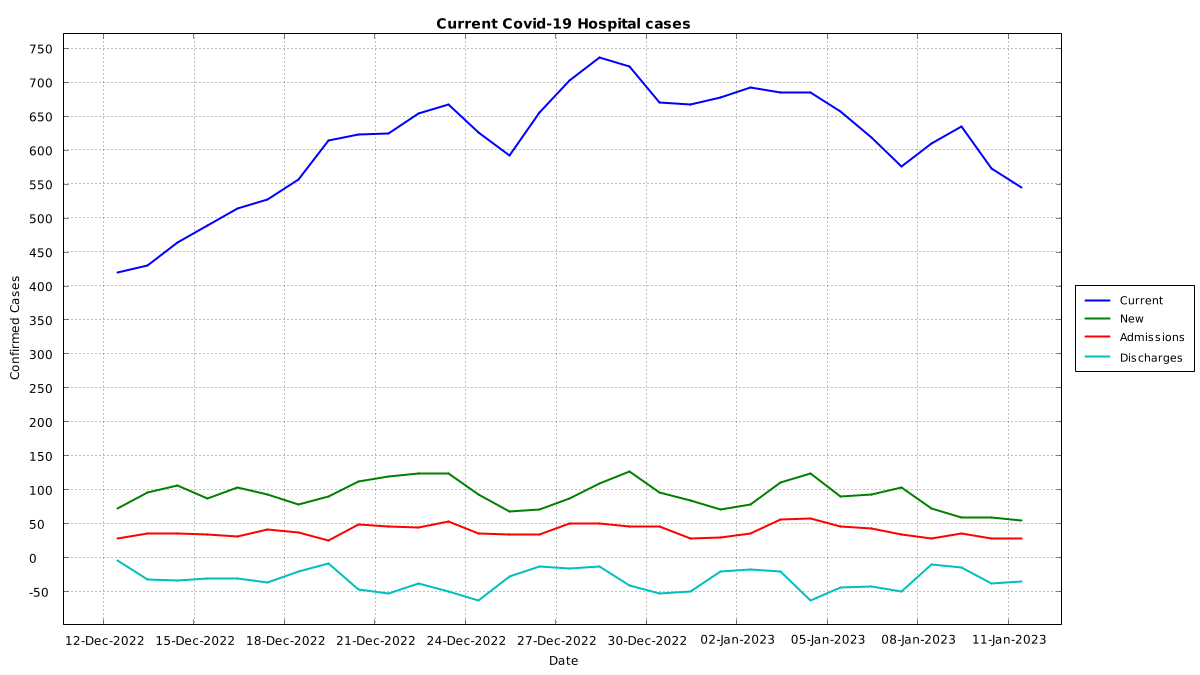 Current Covid-19 Hospital cases
750
700
650
600
550
500
450
400
350
300
250
200
150
100
50
0
-50
Confirmed Cases
12-Dec-2022 15-Dec-2022 18-Dec-2022 21-Dec-2022 24-Dec-2022 27-Dec-2022 30-Dec-2022 02-Jan-2023 05-Jan-2023 08-Jan-2023 11-Jan-2023
Date
Current
New
Admissions
Discharges